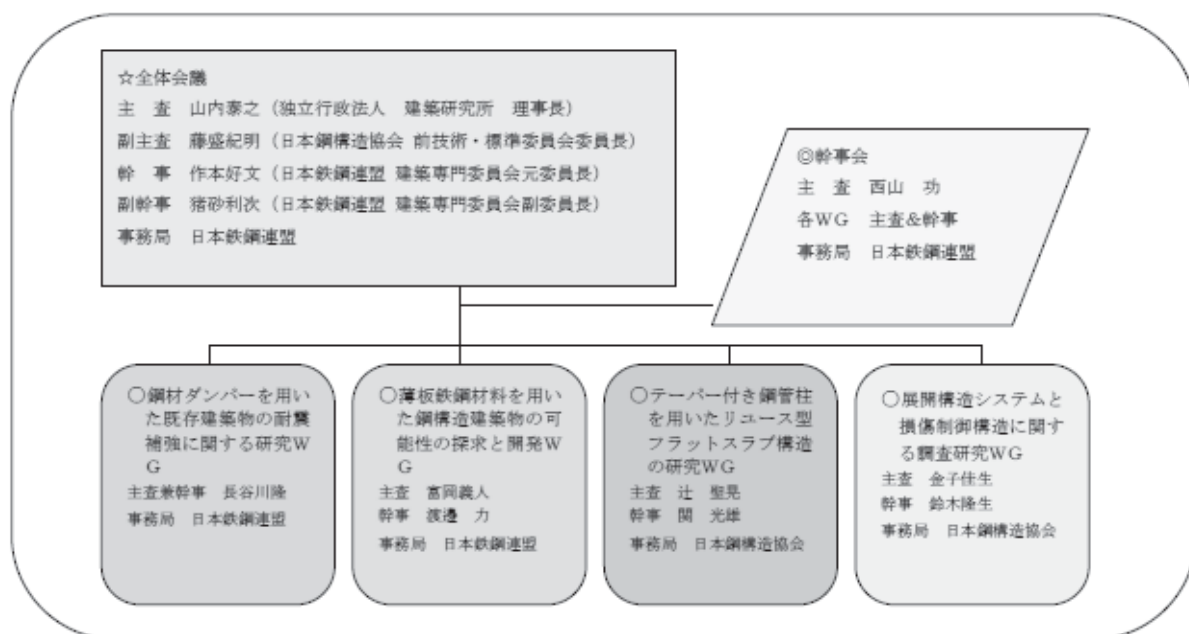 ☆全体会議
主　査　山内泰之（独立行政法人　建築研究所　理事長）
副主査　藤盛紀明（日本鋼構造協会 前技術・標準委員会委員長）
幹　事　作本好文（日本鉄鋼連盟 建築専門委員会元委員長）
副幹事　猪砂利次（日本鉄鋼連盟 建築専門委員会副委員長）
事務局　日本鉄鋼連盟
◎幹事会
主　査　西山　功
各WG　主査&幹事
事務局　日本鉄鋼連盟
○鋼材ダンパーを用い
た既存建築物の耐震
補強に関する研究W
G
主査兼幹事　長谷川隆
事務局　日本鉄鋼連盟
○薄板鉄鋼材料を用い
た鋼構造建築物の可
能性の探求と開発W
G
主査　富岡義人
幹事　渡邊　力
事務局　日本鉄鋼連盟
○テーパー付き鋼管柱
を用いたリユース型
フラットスラブ構造
の研究WG
主査　辻　聖晃
幹事　関　光雄
事務局　日本鋼構造協会
○展開構造システムと
損傷制御構造に関す
る調査研究WG
主査　金子佳生
幹事　鈴木隆生
事務局　日本鋼構造協会